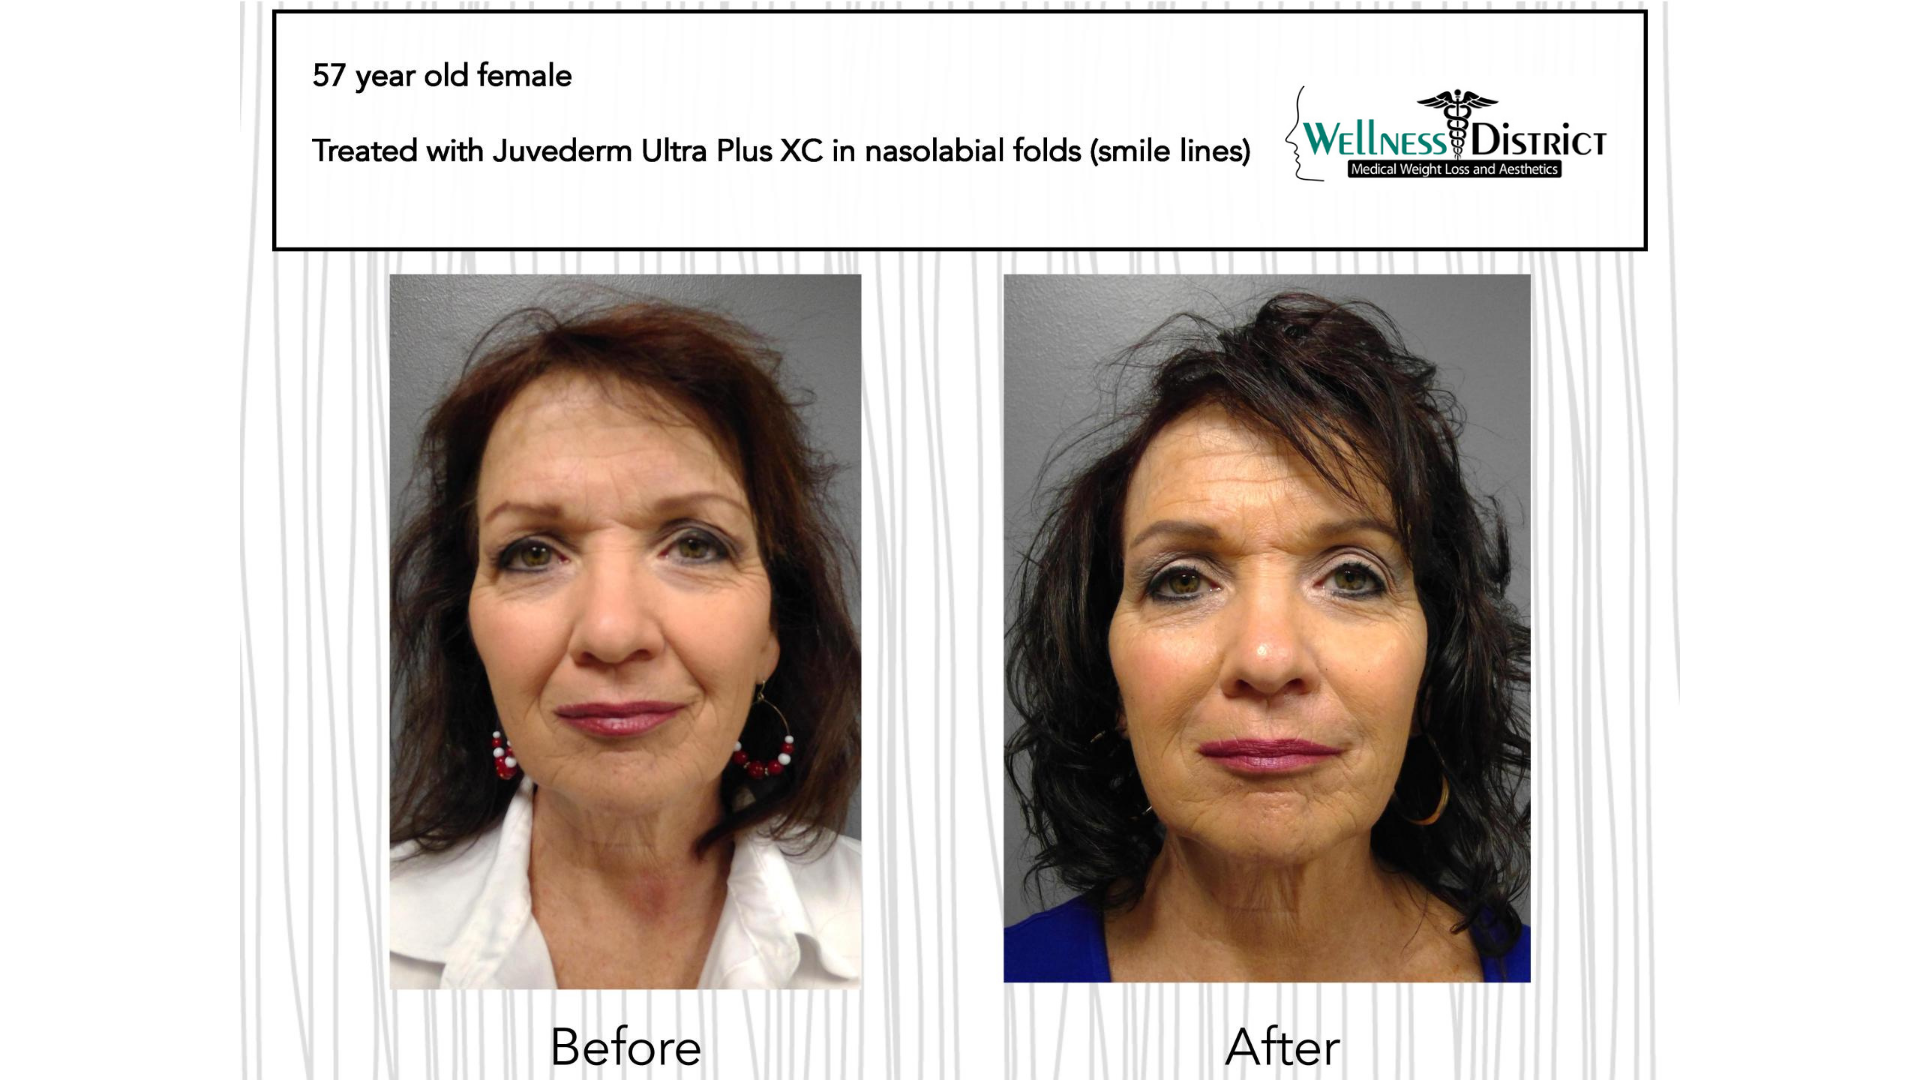 57 year old female
Treated with Juvederm Ultra Plus XC in nasolabial folds (smile lines)
Wellness District
Medical Weight Loss and Aesthetics
Before
After